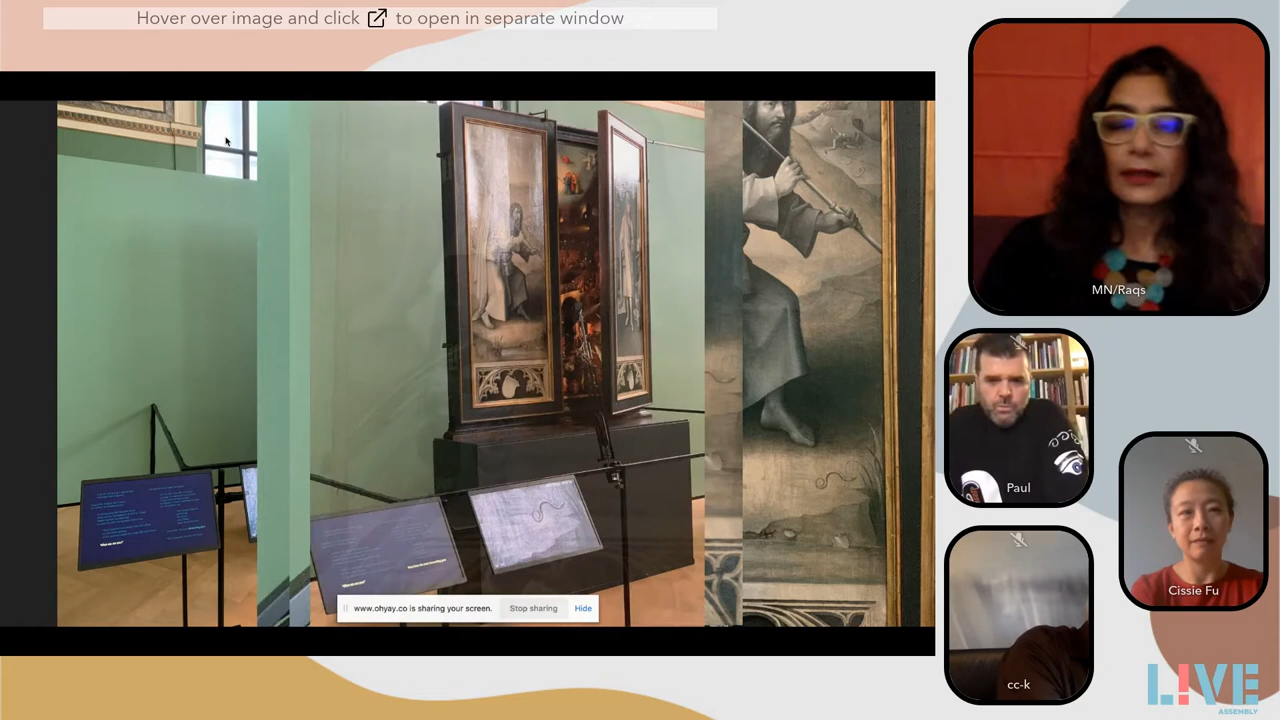 Hover over image and click to open in separate window
MN/Raqs
Paul
Cissie Fu
cc-k
www.ohyay.co is sharing your screen.
Stop sharing
Hide
L!VE
ASSEMBLY